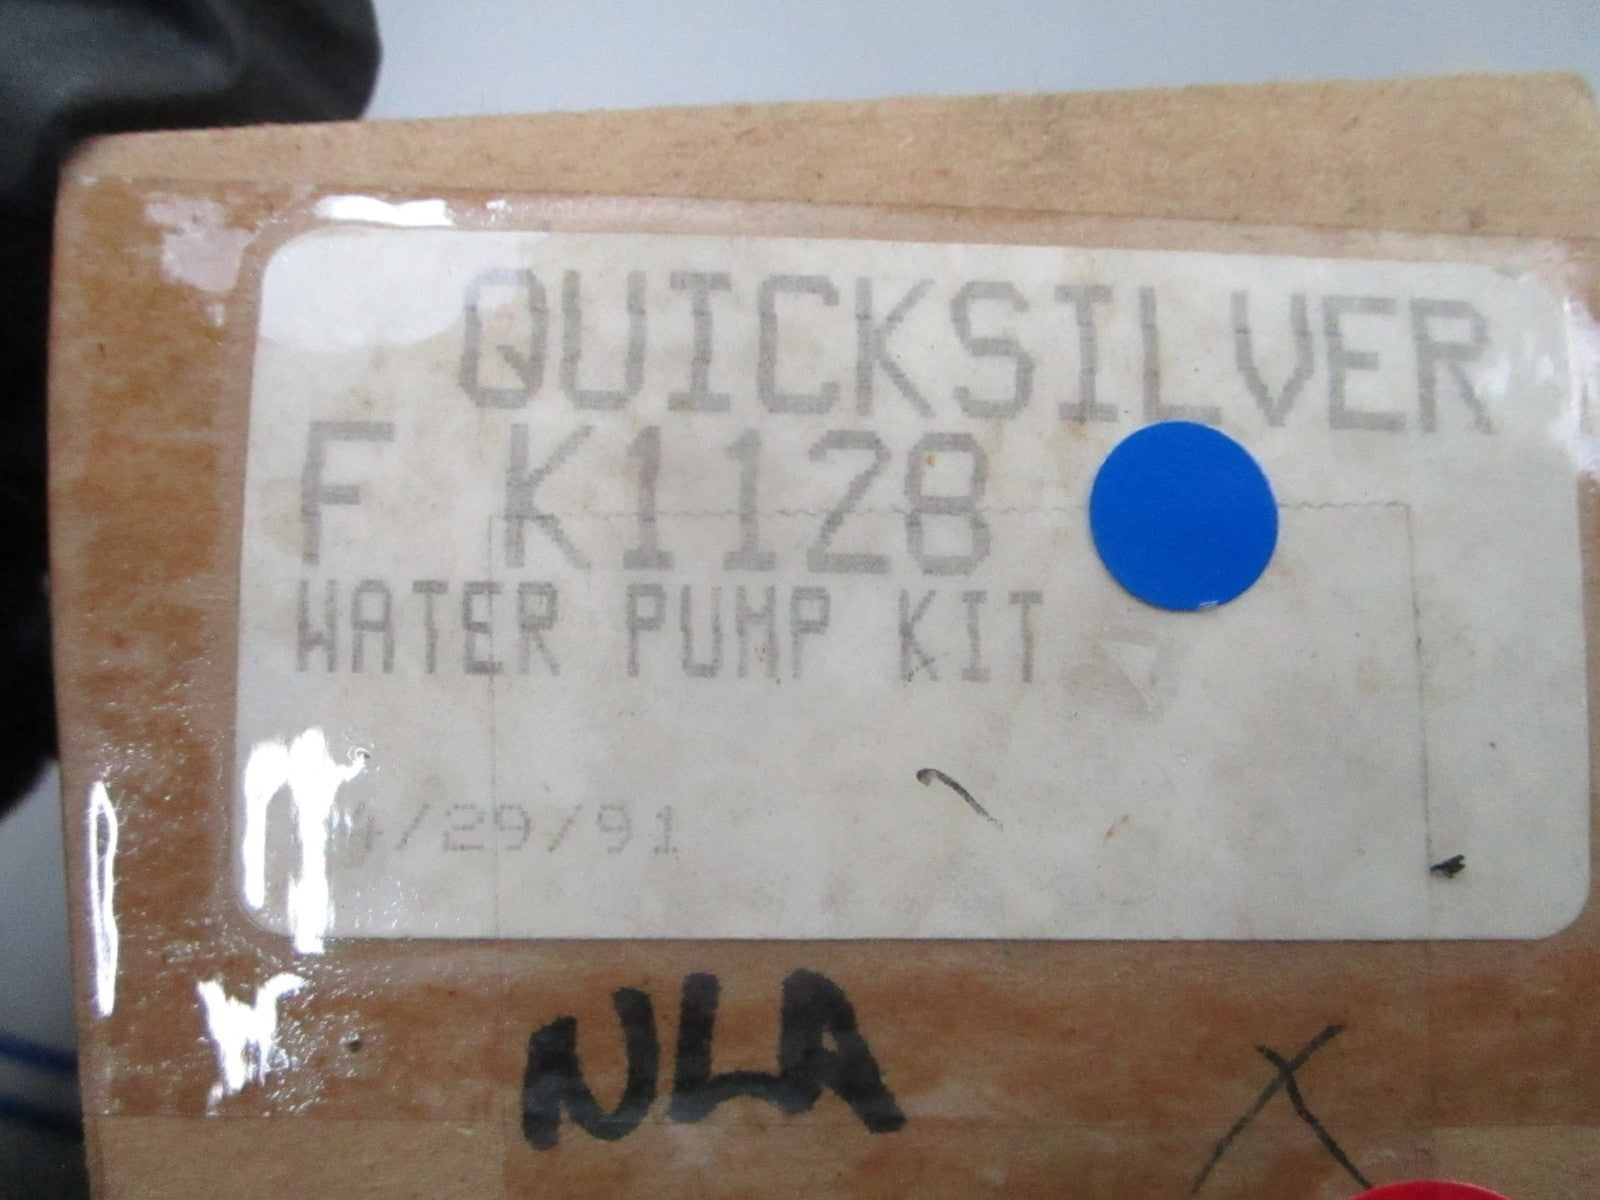 QUICKSILVER
F K1128
WATER PUMP KIT
4/29/91
NLA X